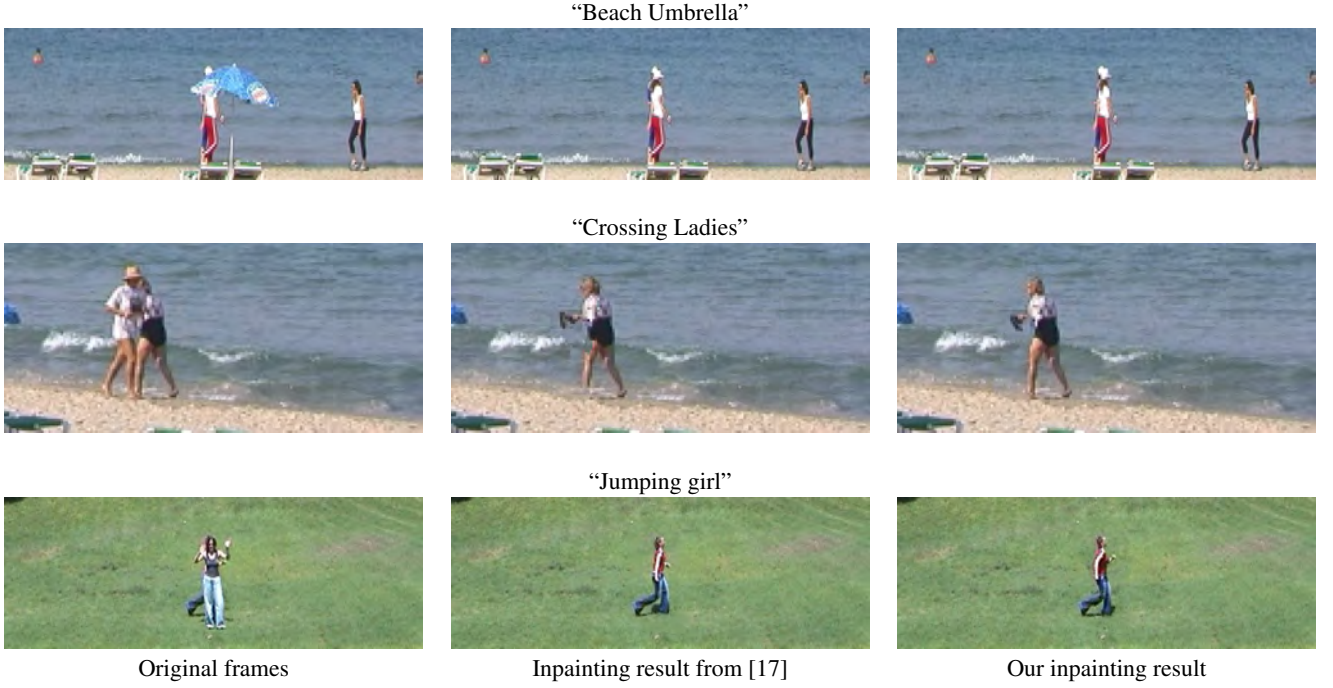 “Beach Umbrella”
“Crossing Ladies”
“Jumping girl”
Original frames
Inpainting result from [17]
Our inpainting result